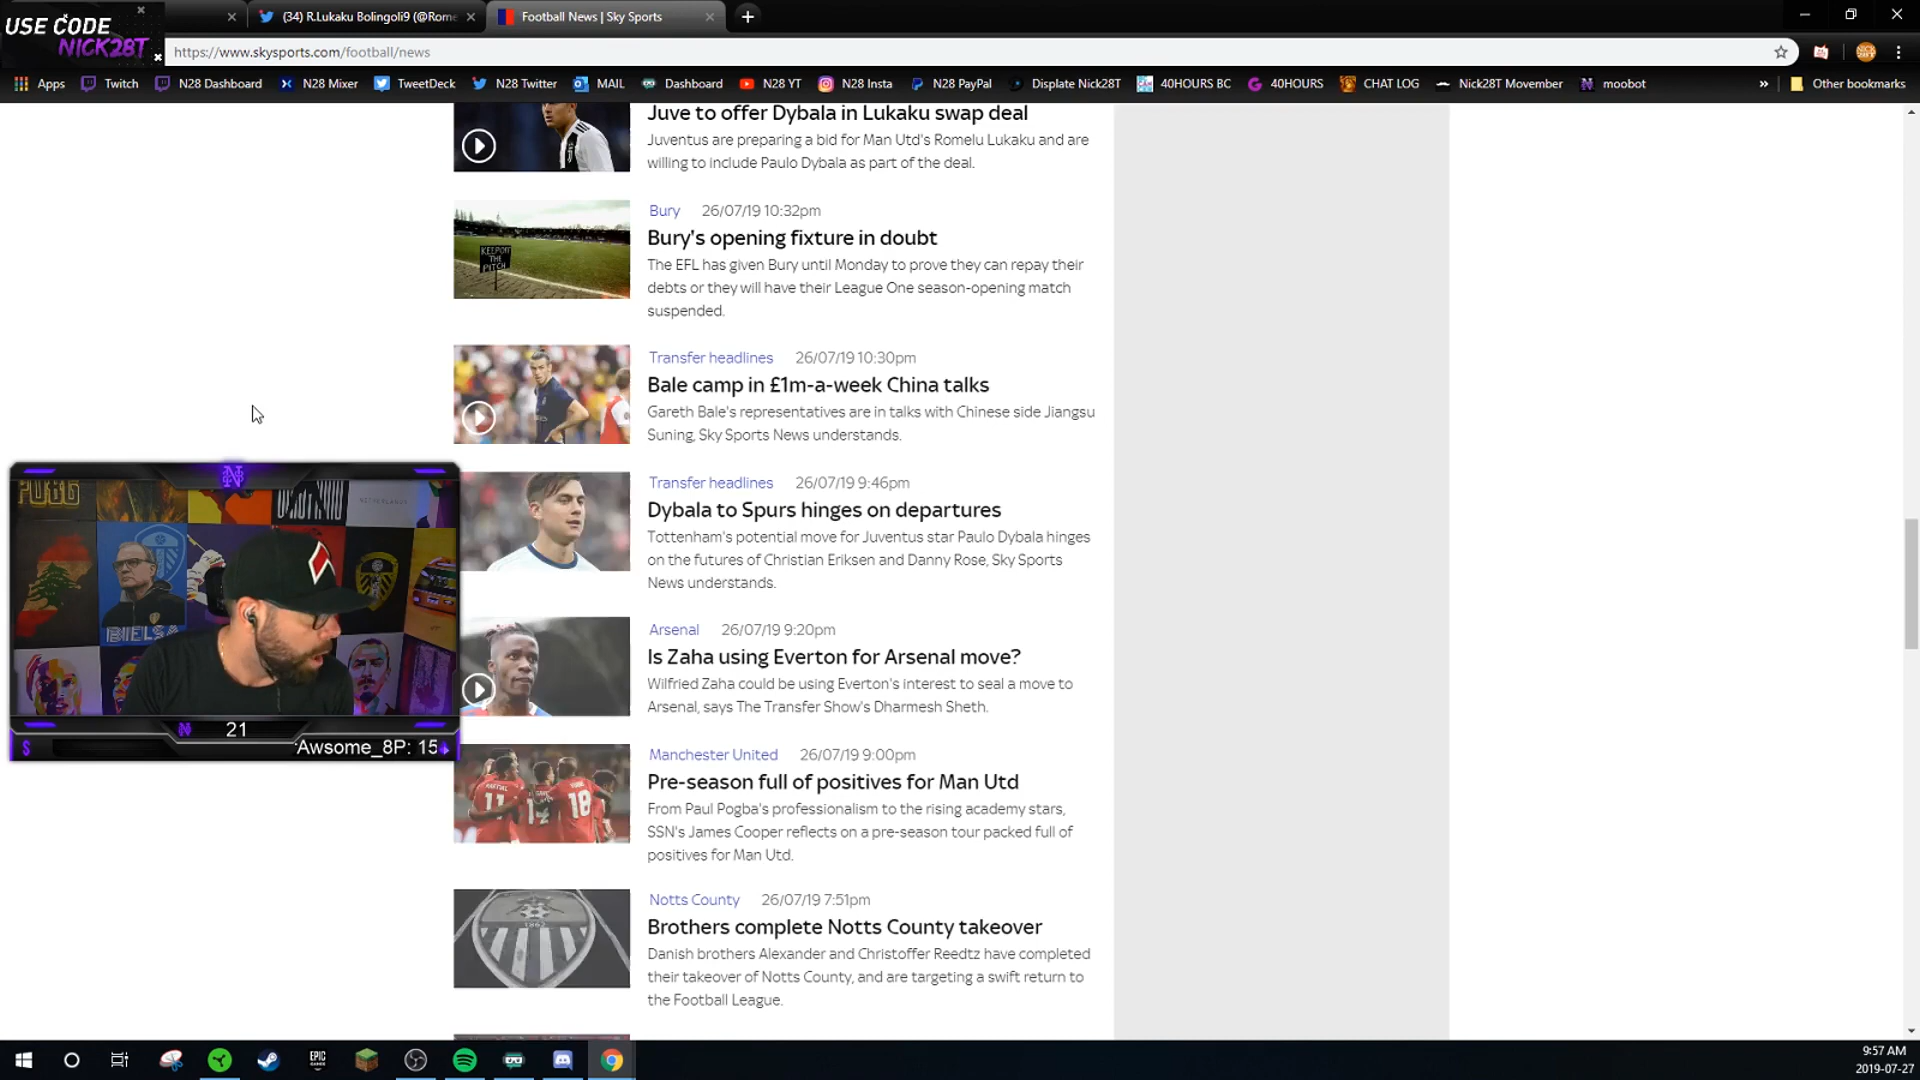 USE CODE
NICK28T
(34) R.Lukaku Bolingoli9 (@Rome
Football News | Sky Sports
https://www.skysports.com/football/news
Apps Twitch N28 Dashboard N28 Mixer TweetDeck N28 Twitter MAIL Dashboard N28 YT N28 Insta N28 PayPal Displate Nick28T 40HOURS BC 40HOURS CHAT LOG Nick28T Movember moobot » Other bookmarks
Juve to offer Dybala in Lukaku swap deal
Juventus are preparing a bid for Man Utd's Romelu Lukaku and are
willing to include Paulo Dybala as part of the deal.
KEEP OFF
THE
PITCH
Bury 26/07/19 10:32pm
Bury's opening fixture in doubt
The EFL has given Bury until Monday to prove they can repay their
debts or they will have their League One season-opening match
suspended.
Transfer headlines 26/07/19 10:30pm
Bale camp in £1m-a-week China talks
Gareth Bale's representatives are in talks with Chinese side Jiangsu
Suning, Sky Sports News understands.
Transfer headlines 26/07/19 9:46pm
Dybala to Spurs hinges on departures
Tottenham's potential move for Juventus star Paulo Dybala hinges
on the futures of Christian Eriksen and Danny Rose, Sky Sports
News understands.
PUBG
BIELSA
21
Awsome_8P: 15
Arsenal 26/07/19 9:20pm
Is Zaha using Everton for Arsenal move?
Wilfried Zaha could be using Everton's interest to seal a move to
Arsenal, says The Transfer Show's Dharmesh Sheth.
11
18
Manchester United 26/07/19 9:00pm
Pre-season full of positives for Man Utd
From Paul Pogba's professionalism to the rising academy stars,
SSN's James Cooper reflects on a pre-season tour packed full of
positives for Man Utd.
1862
Notts County 26/07/19 7:51pm
Brothers complete Notts County takeover
Danish brothers Alexander and Christoffer Reedtz have completed
their takeover of Notts County, and are targeting a swift return to
the Football League.
EPIC
9:57 AM
2019-07-27